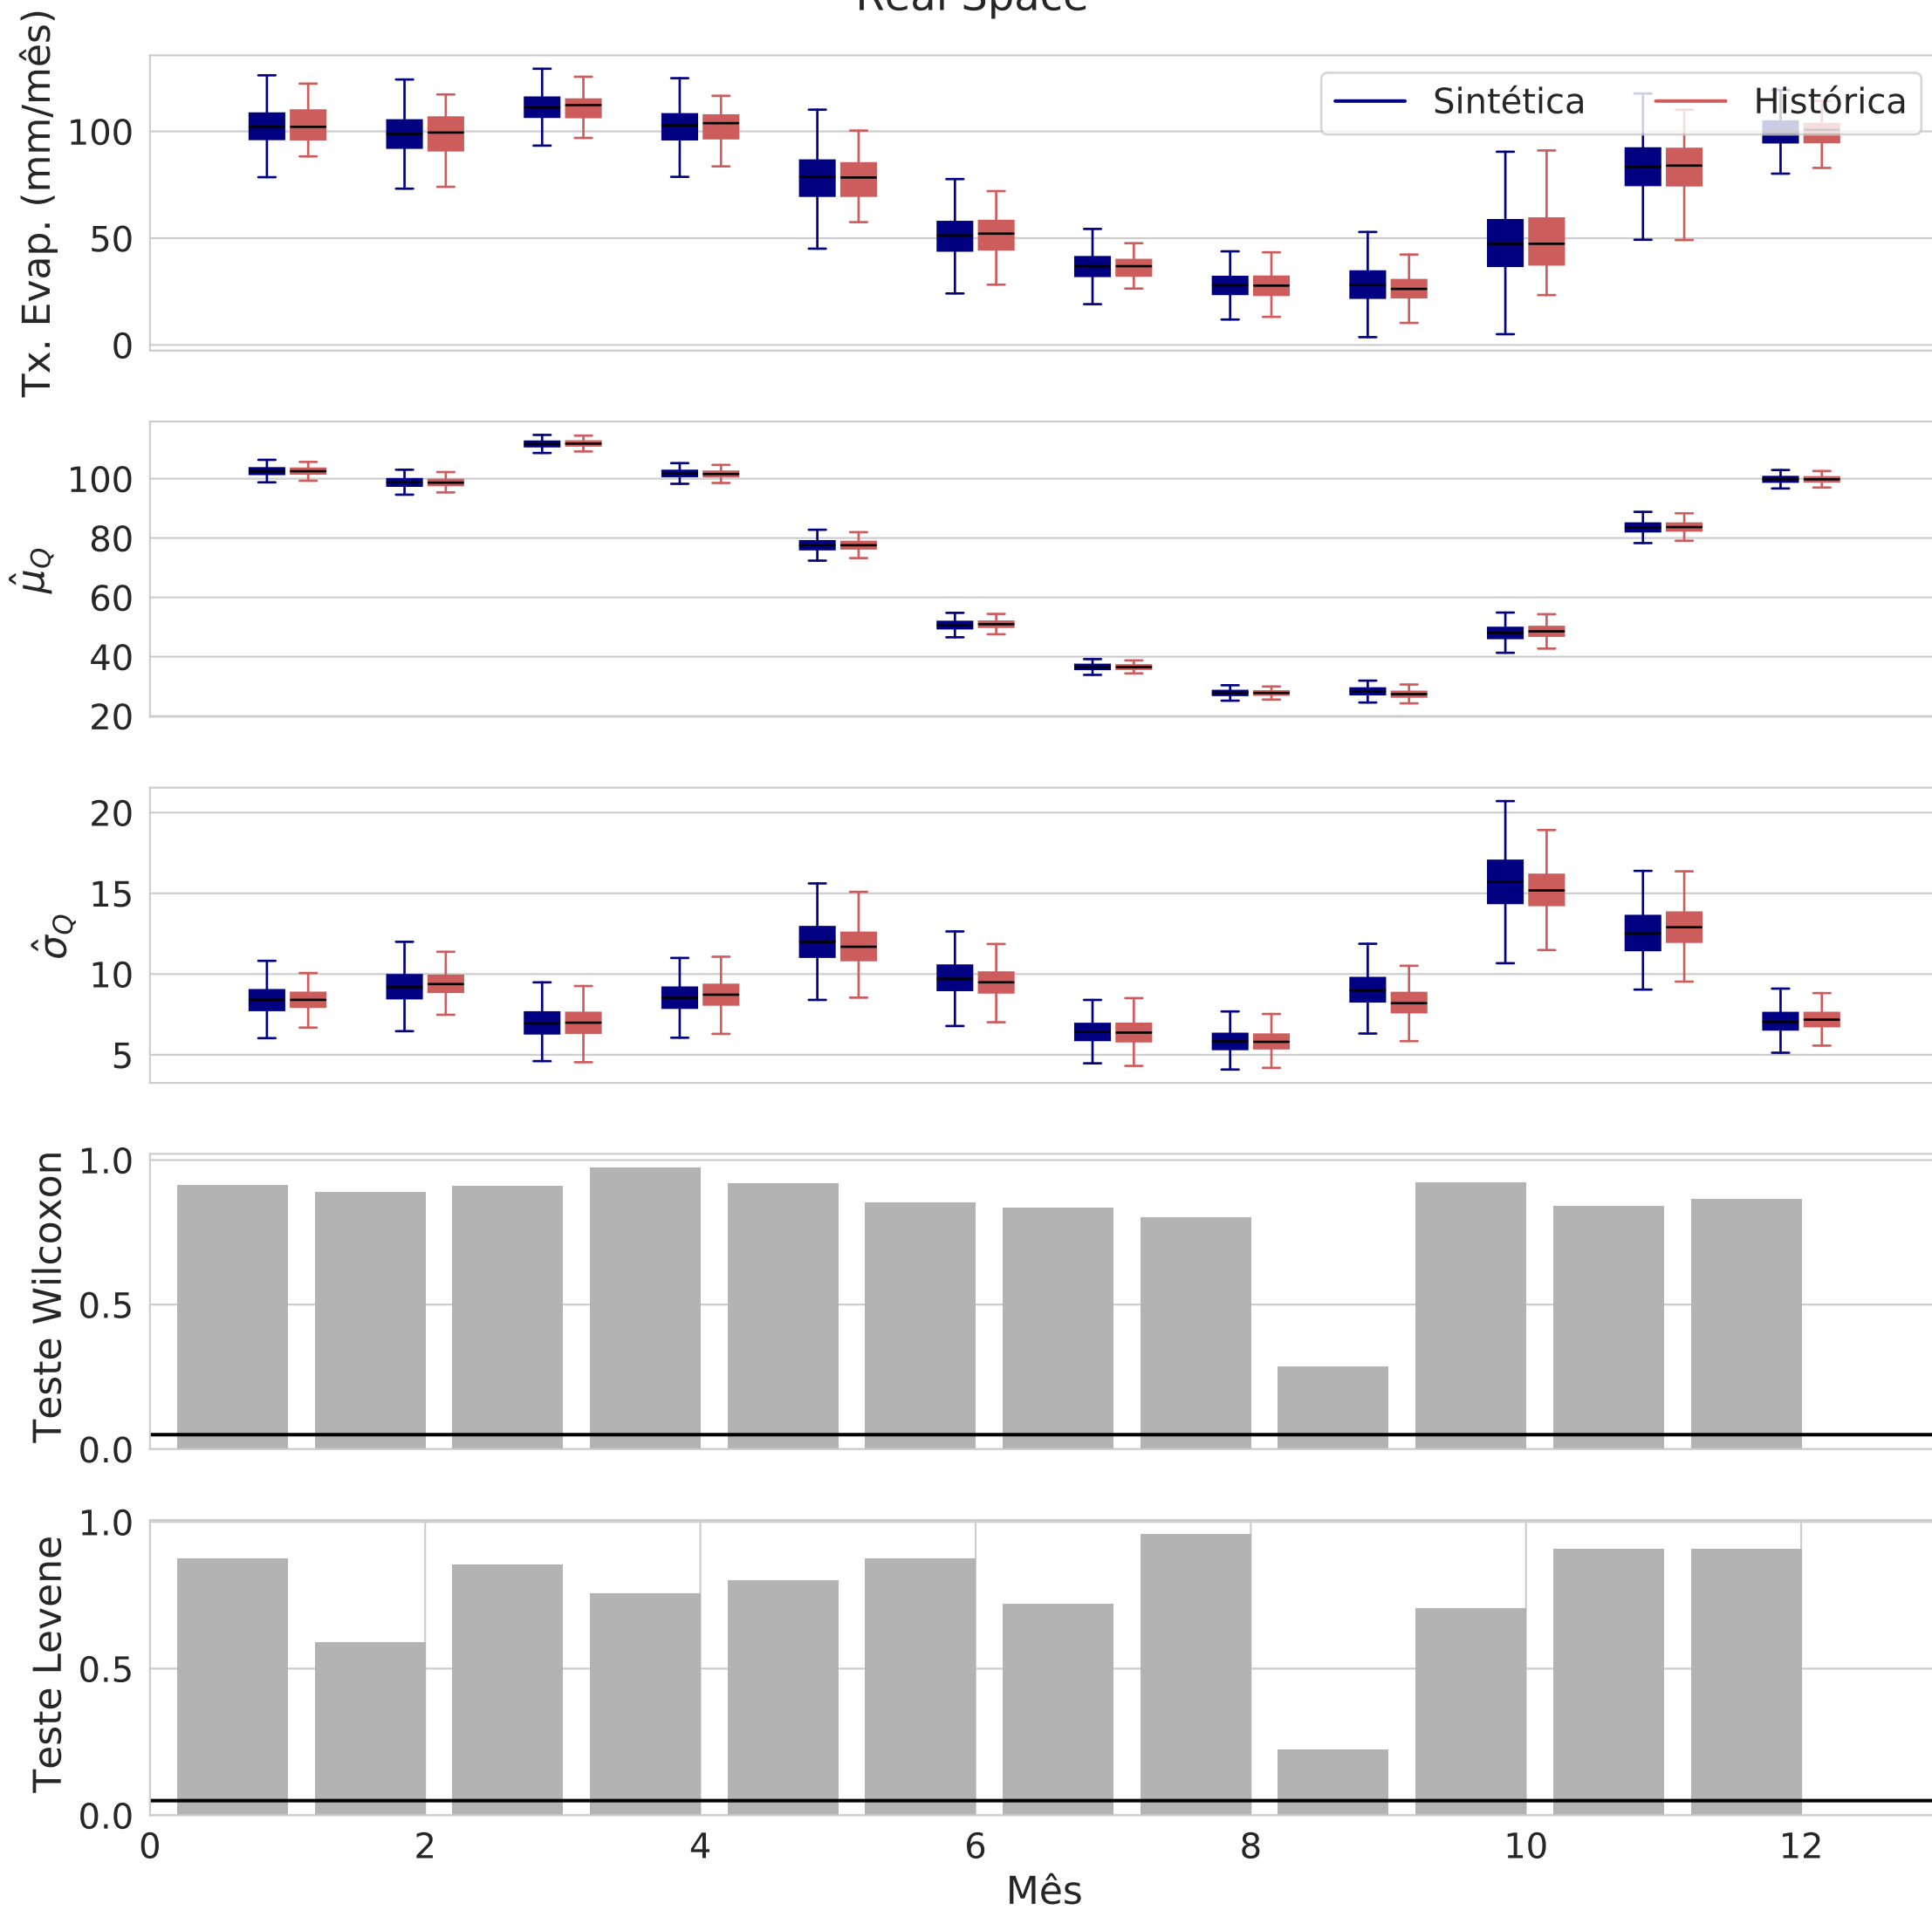 Real Space
Tx. Evap. (mm/mês)
100
50
0
Sintética Histórica
μ̂_Q
100
80
60
40
20
σ̂_Q
20
15
10
5
Teste Wilcoxon
1.0
0.5
0.0
Teste Levene
1.0
0.5
0.0
0 2 4 6 8 10 12
Mês